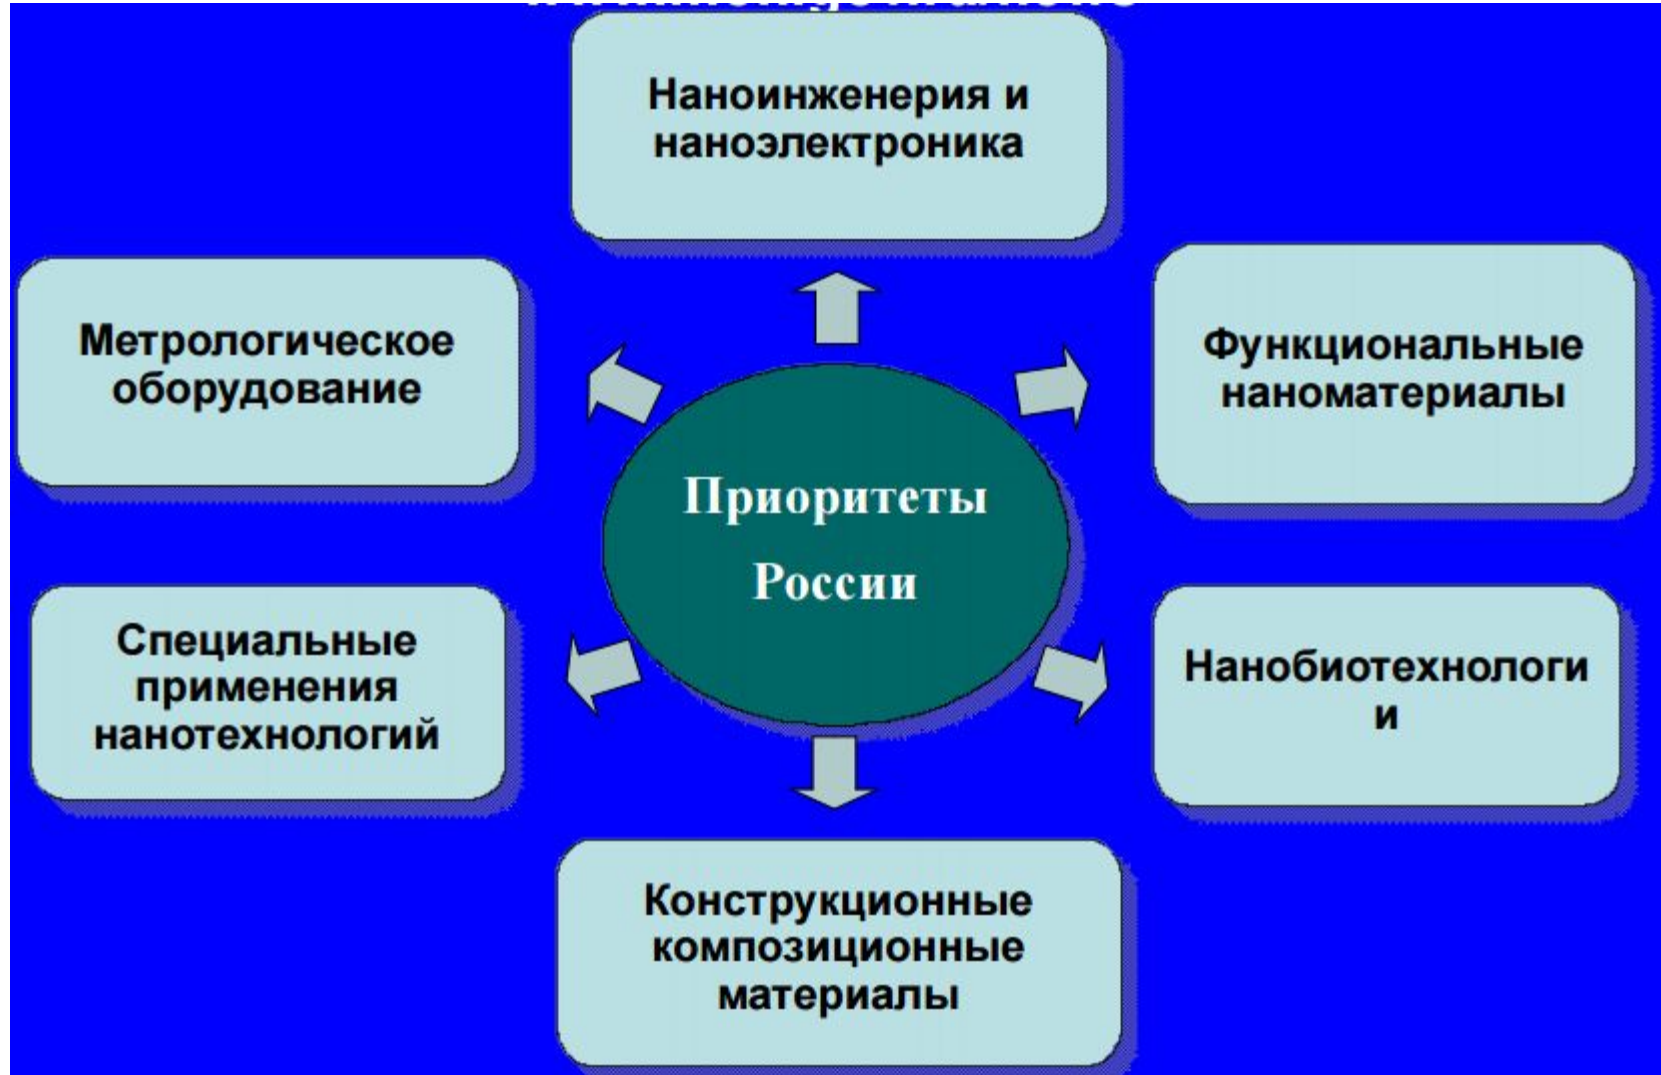 Наноинженерия и
наноэлектроника
Метрологическое
оборудование
Функциональные
наноматериалы
Приоритеты
России
Специальные
применения
нанотехнологий
Нанобиотехнологи
и
Конструкционные
композиционные
материалы